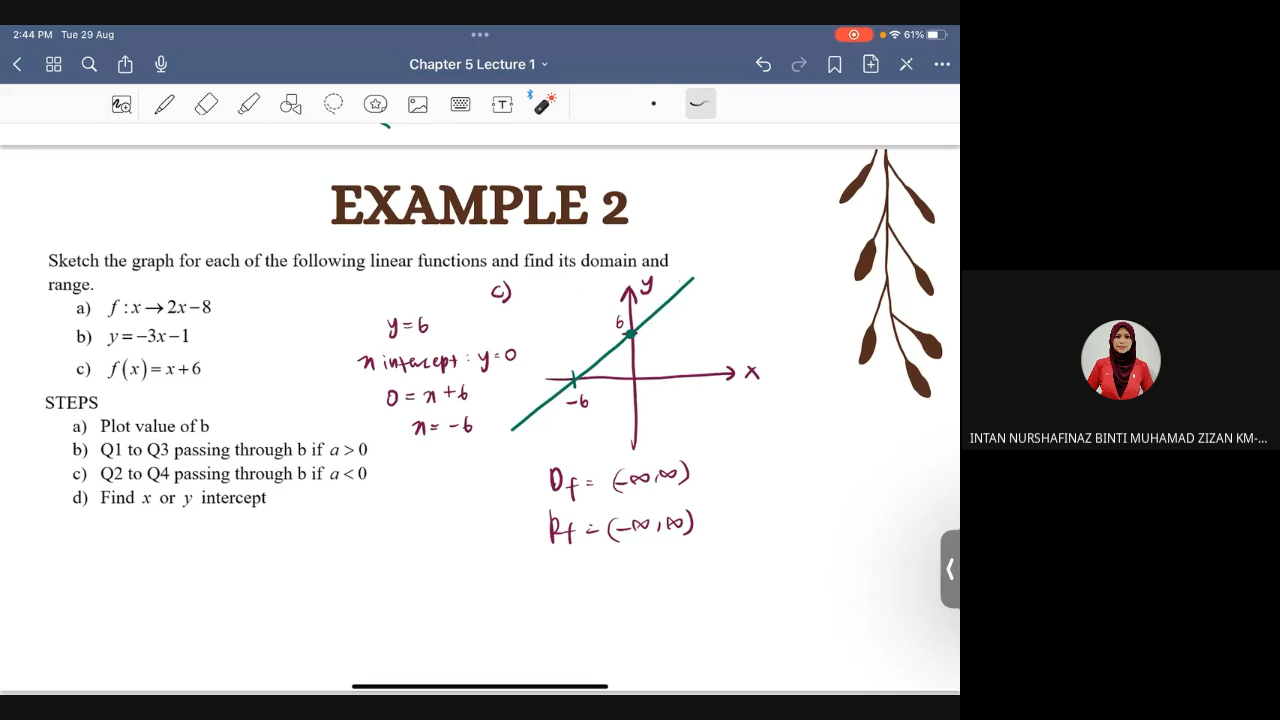 2:44 PM Tue 29 Aug
61%
Chapter 5 Lecture 1
EXAMPLE 2
Sketch the graph for each of the following linear functions and find its domain and
range.
a) f : x → 2x − 8
b) y = −3x − 1
c) f(x) = x + 6
STEPS
a) Plot value of b
b) Q1 to Q3 passing through b if a > 0
c) Q2 to Q4 passing through b if a < 0
d) Find x or y intercept
c)
y = 6
x intercept : y = 0
0 = x + 6
x = −6
y
6
x
−6
Df = (−∞,∞)
Rf = (−∞,∞)
INTAN NURSHAFINAZ BINTI MUHAMAD ZIZAN KM-...